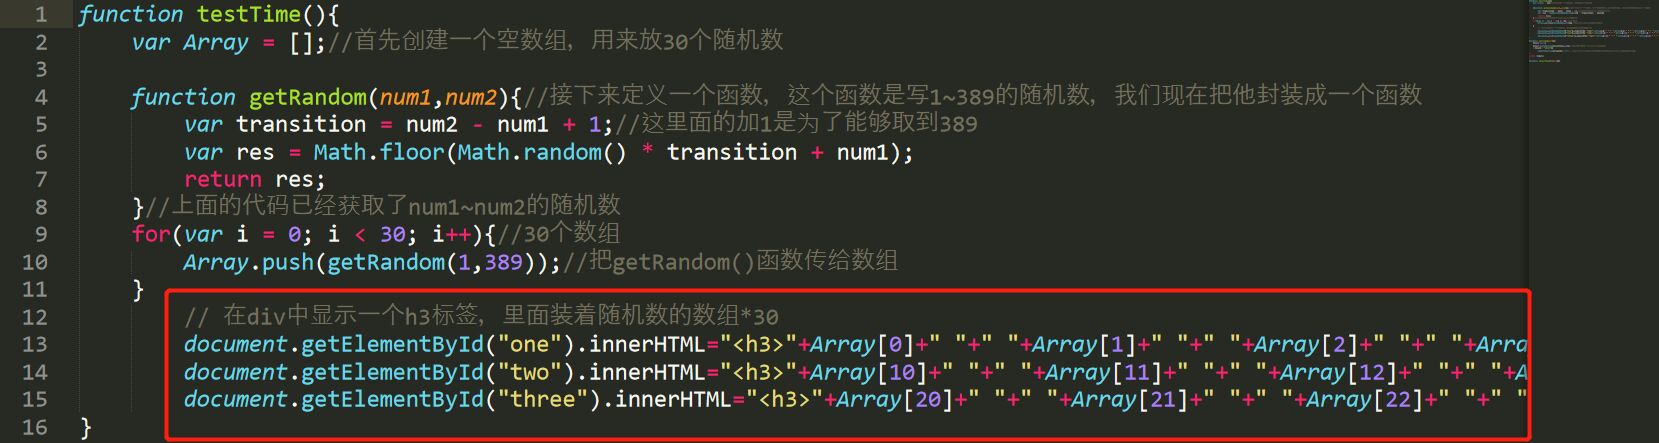 1 function testTime(){
2 var Array = [];//首先创建一个空数组，用来放30个随机数
3
4 function getRandom(num1,num2){//接下来定义一个函数，这个函数是写1~389的随机数，我们现在把他封装成一个函数
5 var transition = num2 - num1 + 1;//这里面的加1是为了能够取到389
6 var res = Math.floor(Math.random() * transition + num1);
7 return res;
8 }//上面的代码已经获取了num1~num2的随机数
9 for(var i = 0; i < 30; i++){//30个数组
10 Array.push(getRandom(1,389));//把getRandom()函数传给数组
11 }
12 // 在div中显示一个h3标签，里面装着随机数的数组*30
13 document.getElementById("one").innerHTML="<h3>"+Array[0]+" "+" "+Array[1]+" "+" "+Array[2]+" "+" "+Arra
14 document.getElementById("two").innerHTML="<h3>"+Array[10]+" "+" "+Array[11]+" "+" "+Array[12]+" "+" "+A
15 document.getElementById("three").innerHTML="<h3>"+Array[20]+" "+" "+Array[21]+" "+" "+Array[22]+" "+" "
16 }